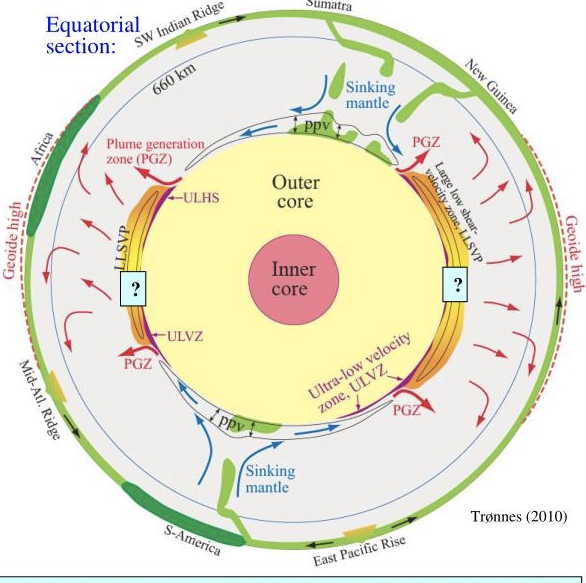 Equatorial
section:
SW Indian Ridge
Sumatra
New Guinea
660 km
Sinking
mantle
ppv
Africa
Plume generation
zone (PGZ)
PGZ
Outer
core
ULHS
Large low shear-
velocity zone, LLSVP
LLSVP
Geoide high
Geoide high
?
?
Inner
core
ULVZ
PGZ
Ultra-low velocity
zone, ULVZ
PGZ
Mid-Atl. Ridge
ppv
Sinking
mantle
Trønnes (2010)
S-America
East Pacific Rise